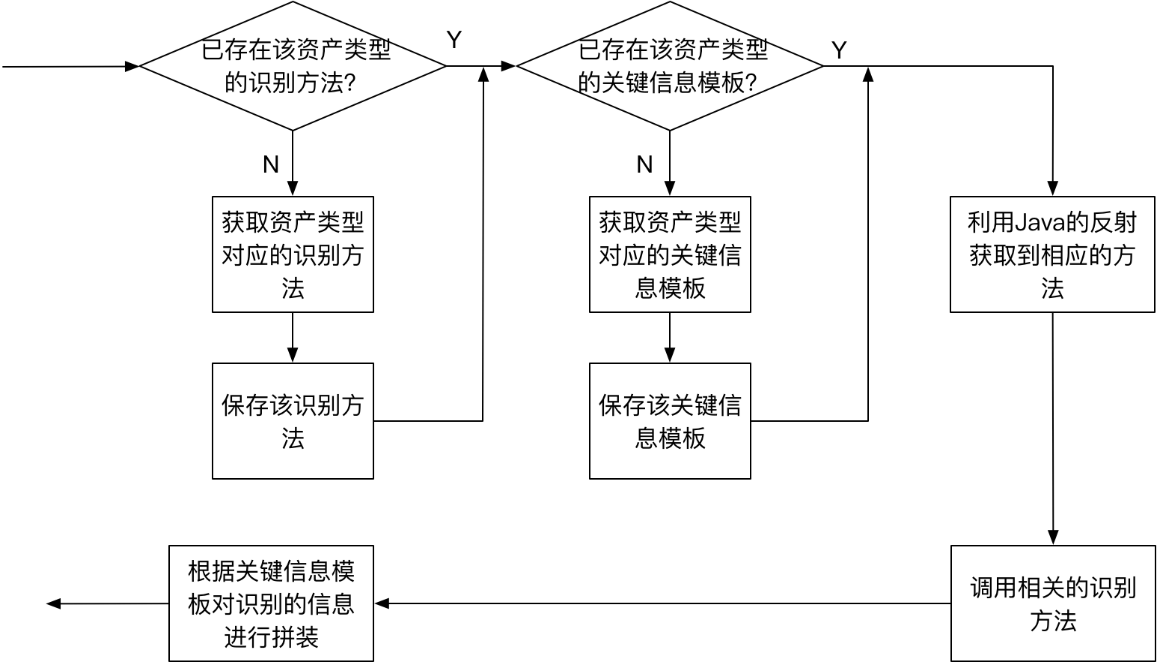 已存在该资产类型
的识别方法?
Y
已存在该资产类型
的关键信息模板?
Y
N
N
获取资产类型
对应的识别方
法
获取资产类型
对应的关键信
息模板
利用Java的反射
获取到相应的方
法
保存该识别方
法
保存该关键信
息模板
根据关键信息模
板对识别的信息
进行拼装
调用相关的识别
方法